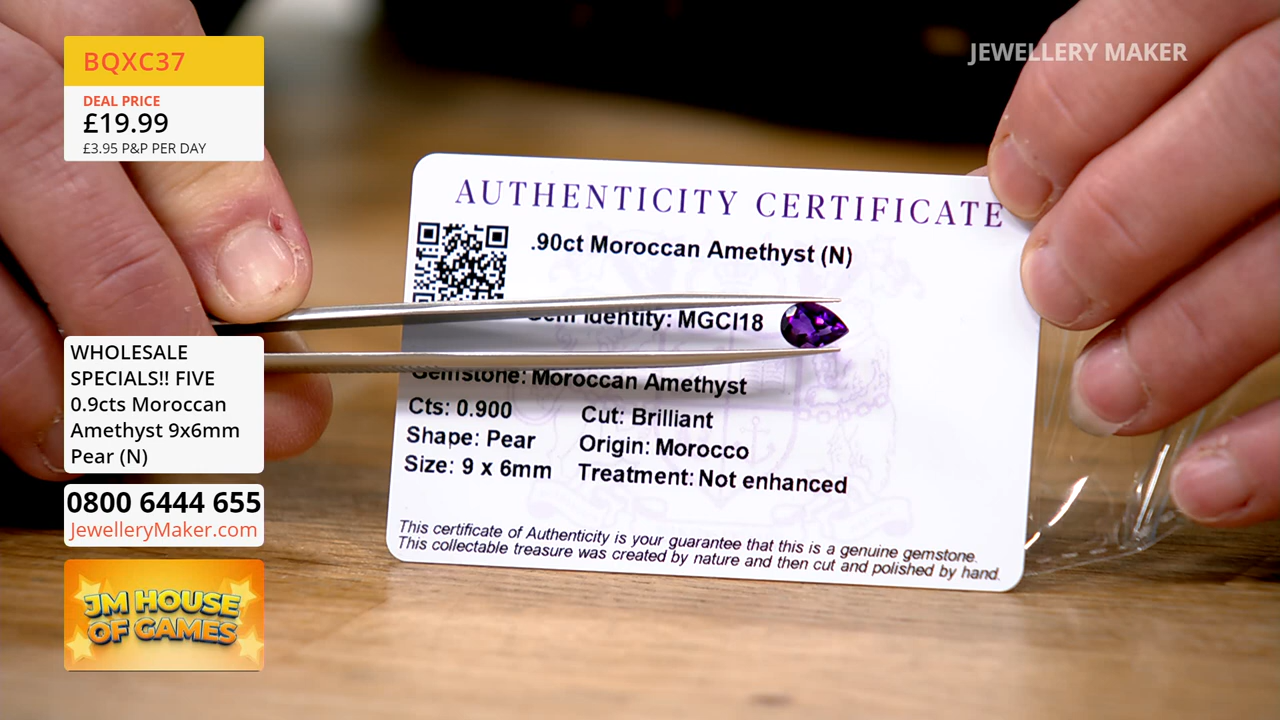 BQXC37
DEAL PRICE
£19.99
£3.95 P&P PER DAY
WHOLESALE
SPECIALS!! FIVE
0.9cts Moroccan
Amethyst 9x6mm
Pear (N)
0800 6444 655
JewelleryMaker.com
JM HOUSE
OF GAMES
JEWELLERY MAKER
AUTHENTICITY CERTIFICATE
.90ct Moroccan Amethyst (N)
Gem Identity: MGCI18
Gemstone: Moroccan Amethyst
Cts: 0.900 Cut: Brilliant
Shape: Pear Origin: Morocco
Size: 9 x 6mm Treatment: Not enhanced
This certificate of Authenticity is your guarantee that this is a genuine gemstone.
This collectable treasure was created by nature and then cut and polished by hand.